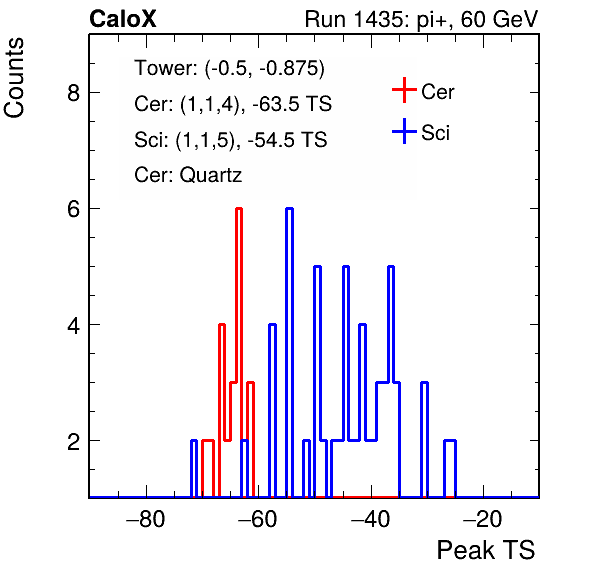 CaloX Run 1435: pi+, 60 GeV
Counts
Tower: (-0.5, -0.875)
Cer: (1,1,4), -63.5 TS
Sci: (1,1,5), -54.5 TS
Cer: Quartz
Cer
Sci
8
6
4
2
−80 −60 −40 −20
Peak TS